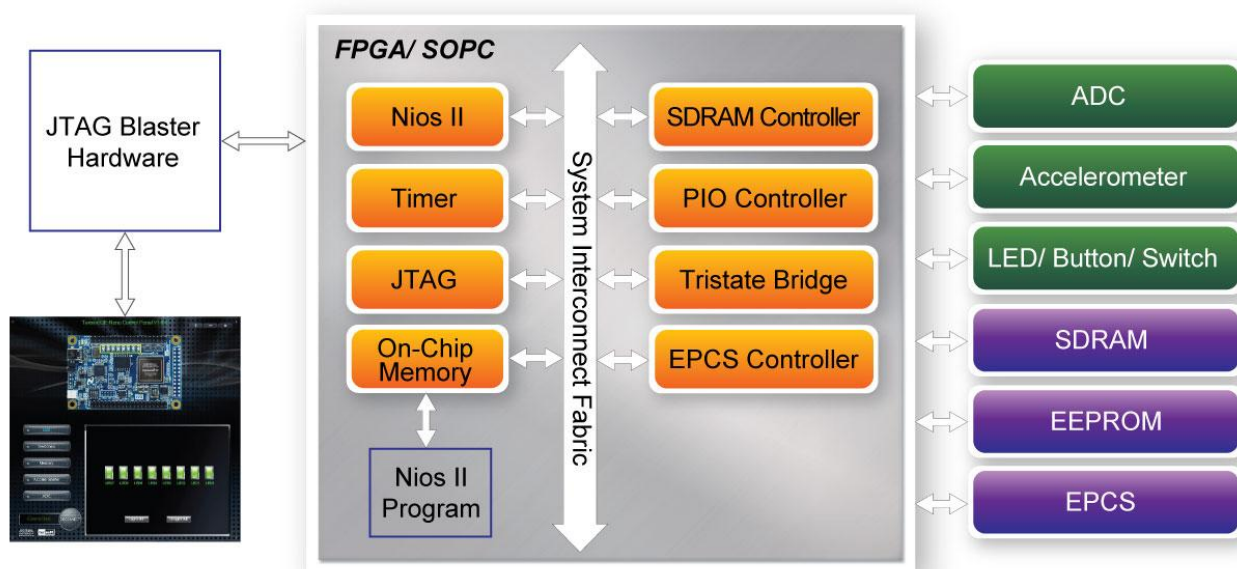 FPGA/ SOPC
JTAG Blaster
Hardware
Nios II
Timer
JTAG
On-Chip
Memory
Nios II
Program
System Interconnect Fabric
SDRAM Controller
PIO Controller
Tristate Bridge
EPCS Controller
ADC
Accelerometer
LED/ Button/ Switch
SDRAM
EEPROM
EPCS